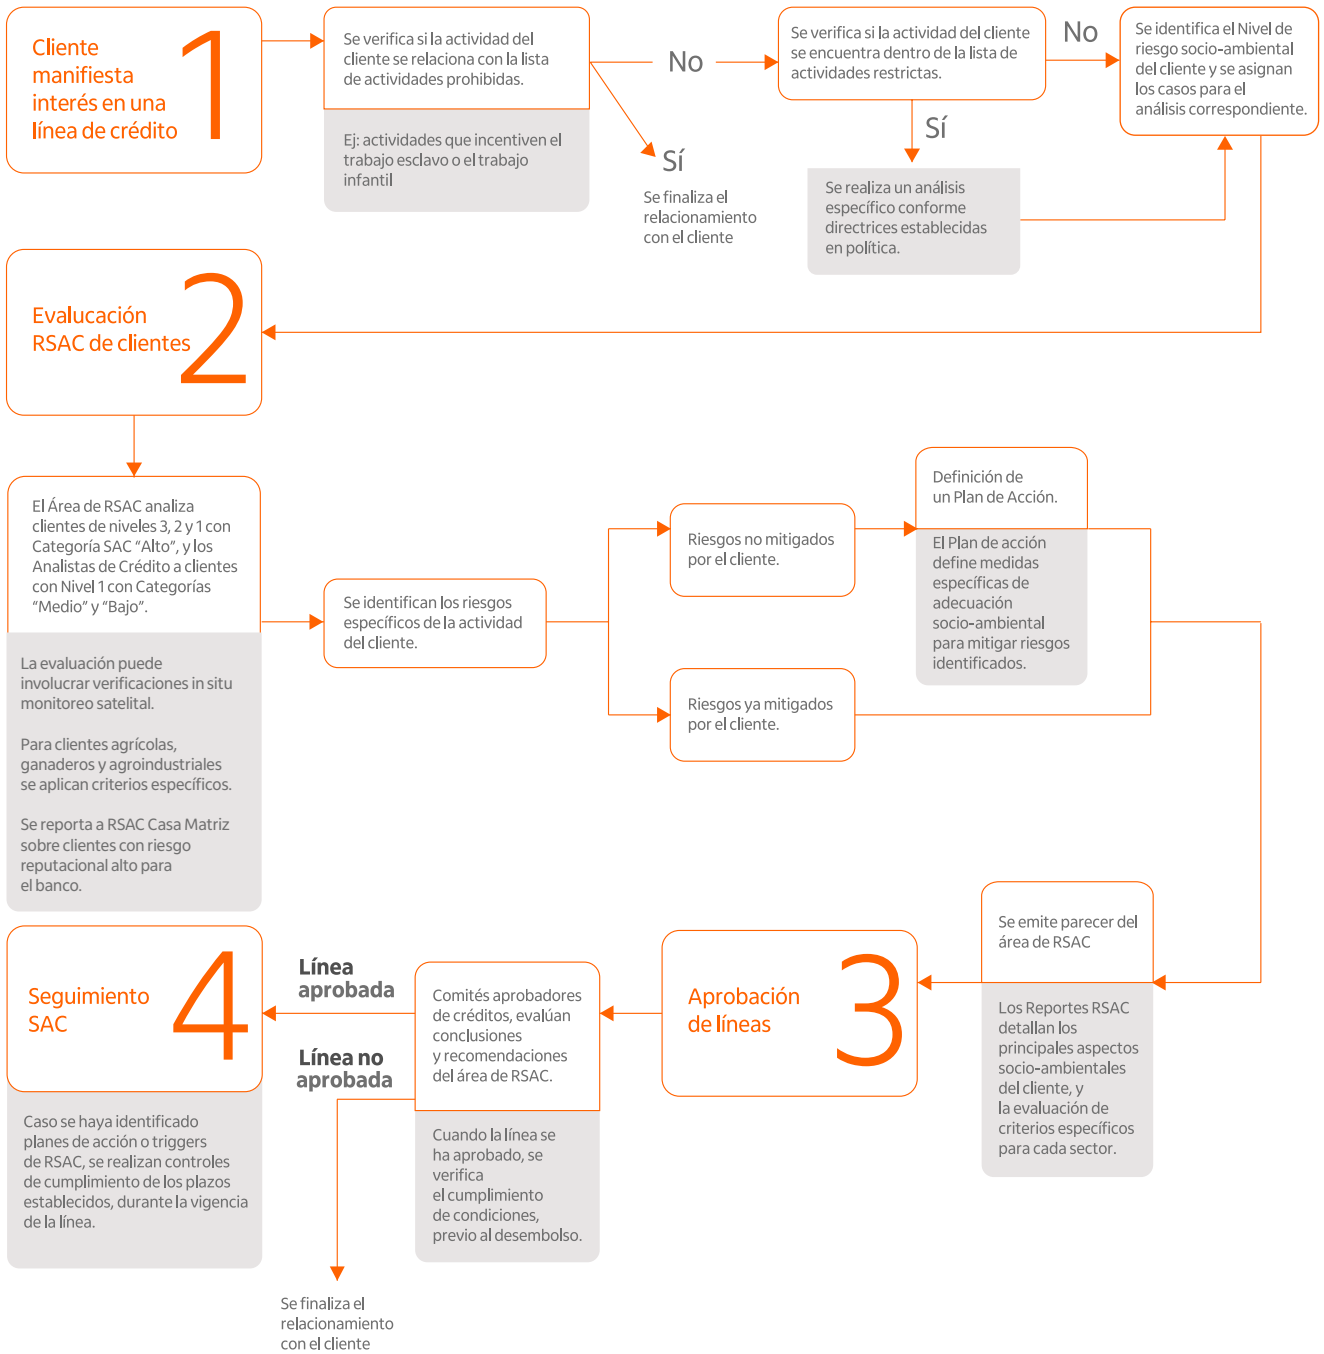 Cliente
manifiesta
interés en una
línea de crédito
1
Se verifica si la actividad del
cliente se relaciona con la lista
de actividades prohibidas.
Ej: actividades que incentiven el
trabajo esclavo o el trabajo
infantil
No
Sí
Se finaliza el
relacionamiento
con el cliente
Se verifica si la actividad del cliente
se encuentra dentro de la lista de
actividades restrictas.
No
Sí
Se realiza un análisis
específico conforme
directrices establecidas
en política.
Se identifica el Nivel de
riesgo socio-ambiental
del cliente y se asignan
los casos para el
análisis correspondiente.
Evalucación
RSAC de clientes
2
El Área de RSAC analiza
clientes de niveles 3, 2 y 1 con
Categoría SAC “Alto”, y los
Analistas de Crédito a clientes
con Nivel 1 con Categorías
“Medio” y “Bajo”.
La evaluación puede
involucrar verificaciones in situ
monitoreo satelital.
Para clientes agrícolas,
ganaderos y agroindustriales
se aplican criterios específicos.
Se reporta a RSAC Casa Matriz
sobre clientes con riesgo
reputacional alto para
el banco.
Se identifican los riesgos
específicos de la actividad
del cliente.
Riesgos no mitigados
por el cliente.
Definición de
un Plan de Acción.
El Plan de acción
define medidas
específicas de
adecuación
socio-ambiental
para mitigar riesgos
identificados.
Riesgos ya mitigados
por el cliente.
Se emite parecer del
área de RSAC
Los Reportes RSAC
detallan los
principales aspectos
socio-ambientales
del cliente, y
la evaluación de
criterios específicos
para cada sector.
Aprobación
de líneas
3
Comités aprobadores
de créditos, evalúan
conclusiones
y recomendaciones
del área de RSAC.
Cuando la línea se
ha aprobado, se
verifica
el cumplimiento
de condiciones,
previo al desembolso.
Línea
aprobada
Línea no
aprobada
Se finaliza el
relacionamiento
con el cliente
Seguimiento
SAC
4
Caso se haya identificado
planes de acción o triggers
de RSAC, se realizan controles
de cumplimiento de los plazos
establecidos, durante la vigencia
de la línea.